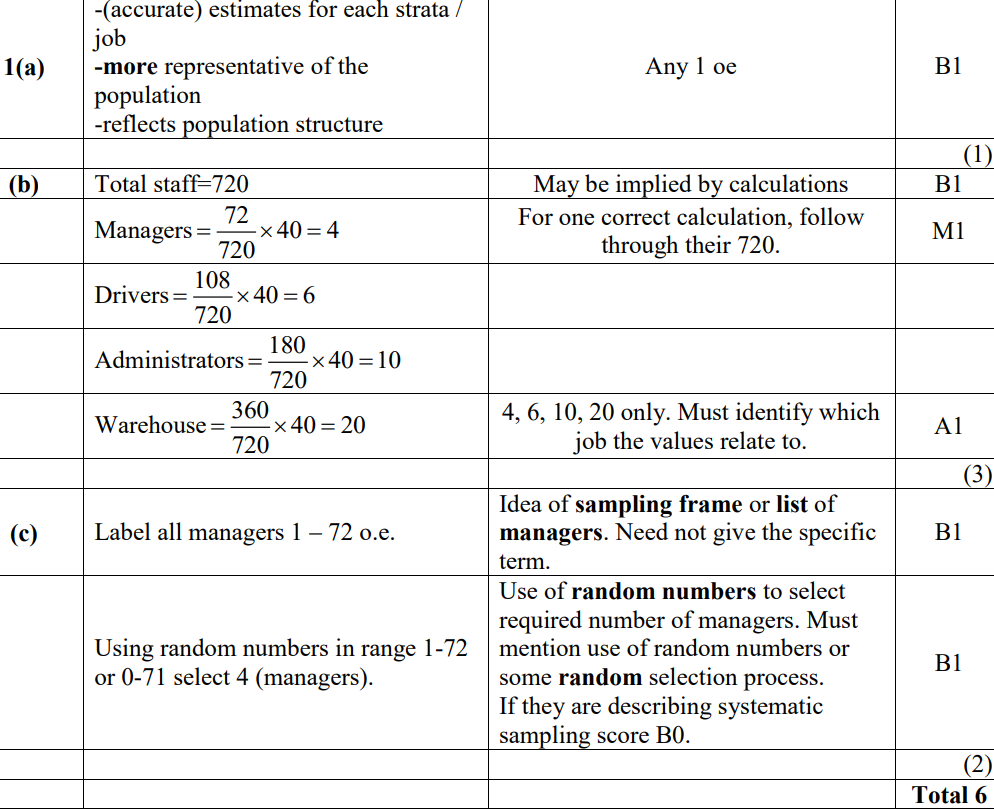 -(accurate) estimates for each strata /
job
1(a)
-more representative of the
population
-reflects population structure
Any 1 oe
B1
(1)
(b)
Total staff=720
May be implied by calculations
B1
Managers = 72/720 × 40 = 4
For one correct calculation, follow
through their 720.
M1
Drivers = 108/720 × 40 = 6
Administrators = 180/720 × 40 = 10
Warehouse = 360/720 × 40 = 20
4, 6, 10, 20 only. Must identify which
job the values relate to.
A1
(3)
(c)
Label all managers 1 – 72 o.e.
Idea of sampling frame or list of
managers. Need not give the specific
term.
B1
Using random numbers in range 1-72
or 0-71 select 4 (managers).
Use of random numbers to select
required number of managers. Must
mention use of random numbers or
some random selection process.
If they are describing systematic
sampling score B0.
B1
(2)
Total 6